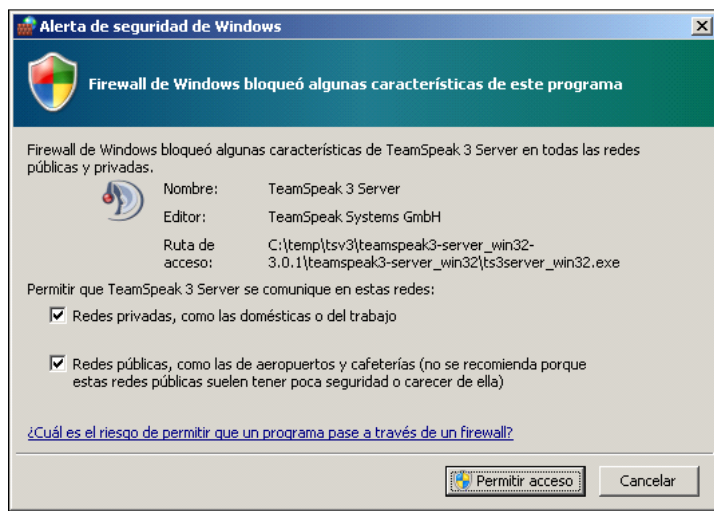 Alerta de seguridad de Windows
Firewall de Windows bloqueó algunas características de este programa
Firewall de Windows bloqueó algunas características de TeamSpeak 3 Server en todas las redes
públicas y privadas.
Nombre: TeamSpeak 3 Server
Editor: TeamSpeak Systems GmbH
Ruta de C:\temp\tsv3\teamspeak3-server_win32-
acceso: 3.0.1\teamspeak3-server_win32\ts3server_win32.exe
Permitir que TeamSpeak 3 Server se comunique en estas redes:
Redes privadas, como las domésticas o del trabajo
Redes públicas, como las de aeropuertos y cafeterías (no se recomienda porque
estas redes públicas suelen tener poca seguridad o carecer de ella)
¿Cuál es el riesgo de permitir que un programa pase a través de un firewall?
Permitir acceso Cancelar